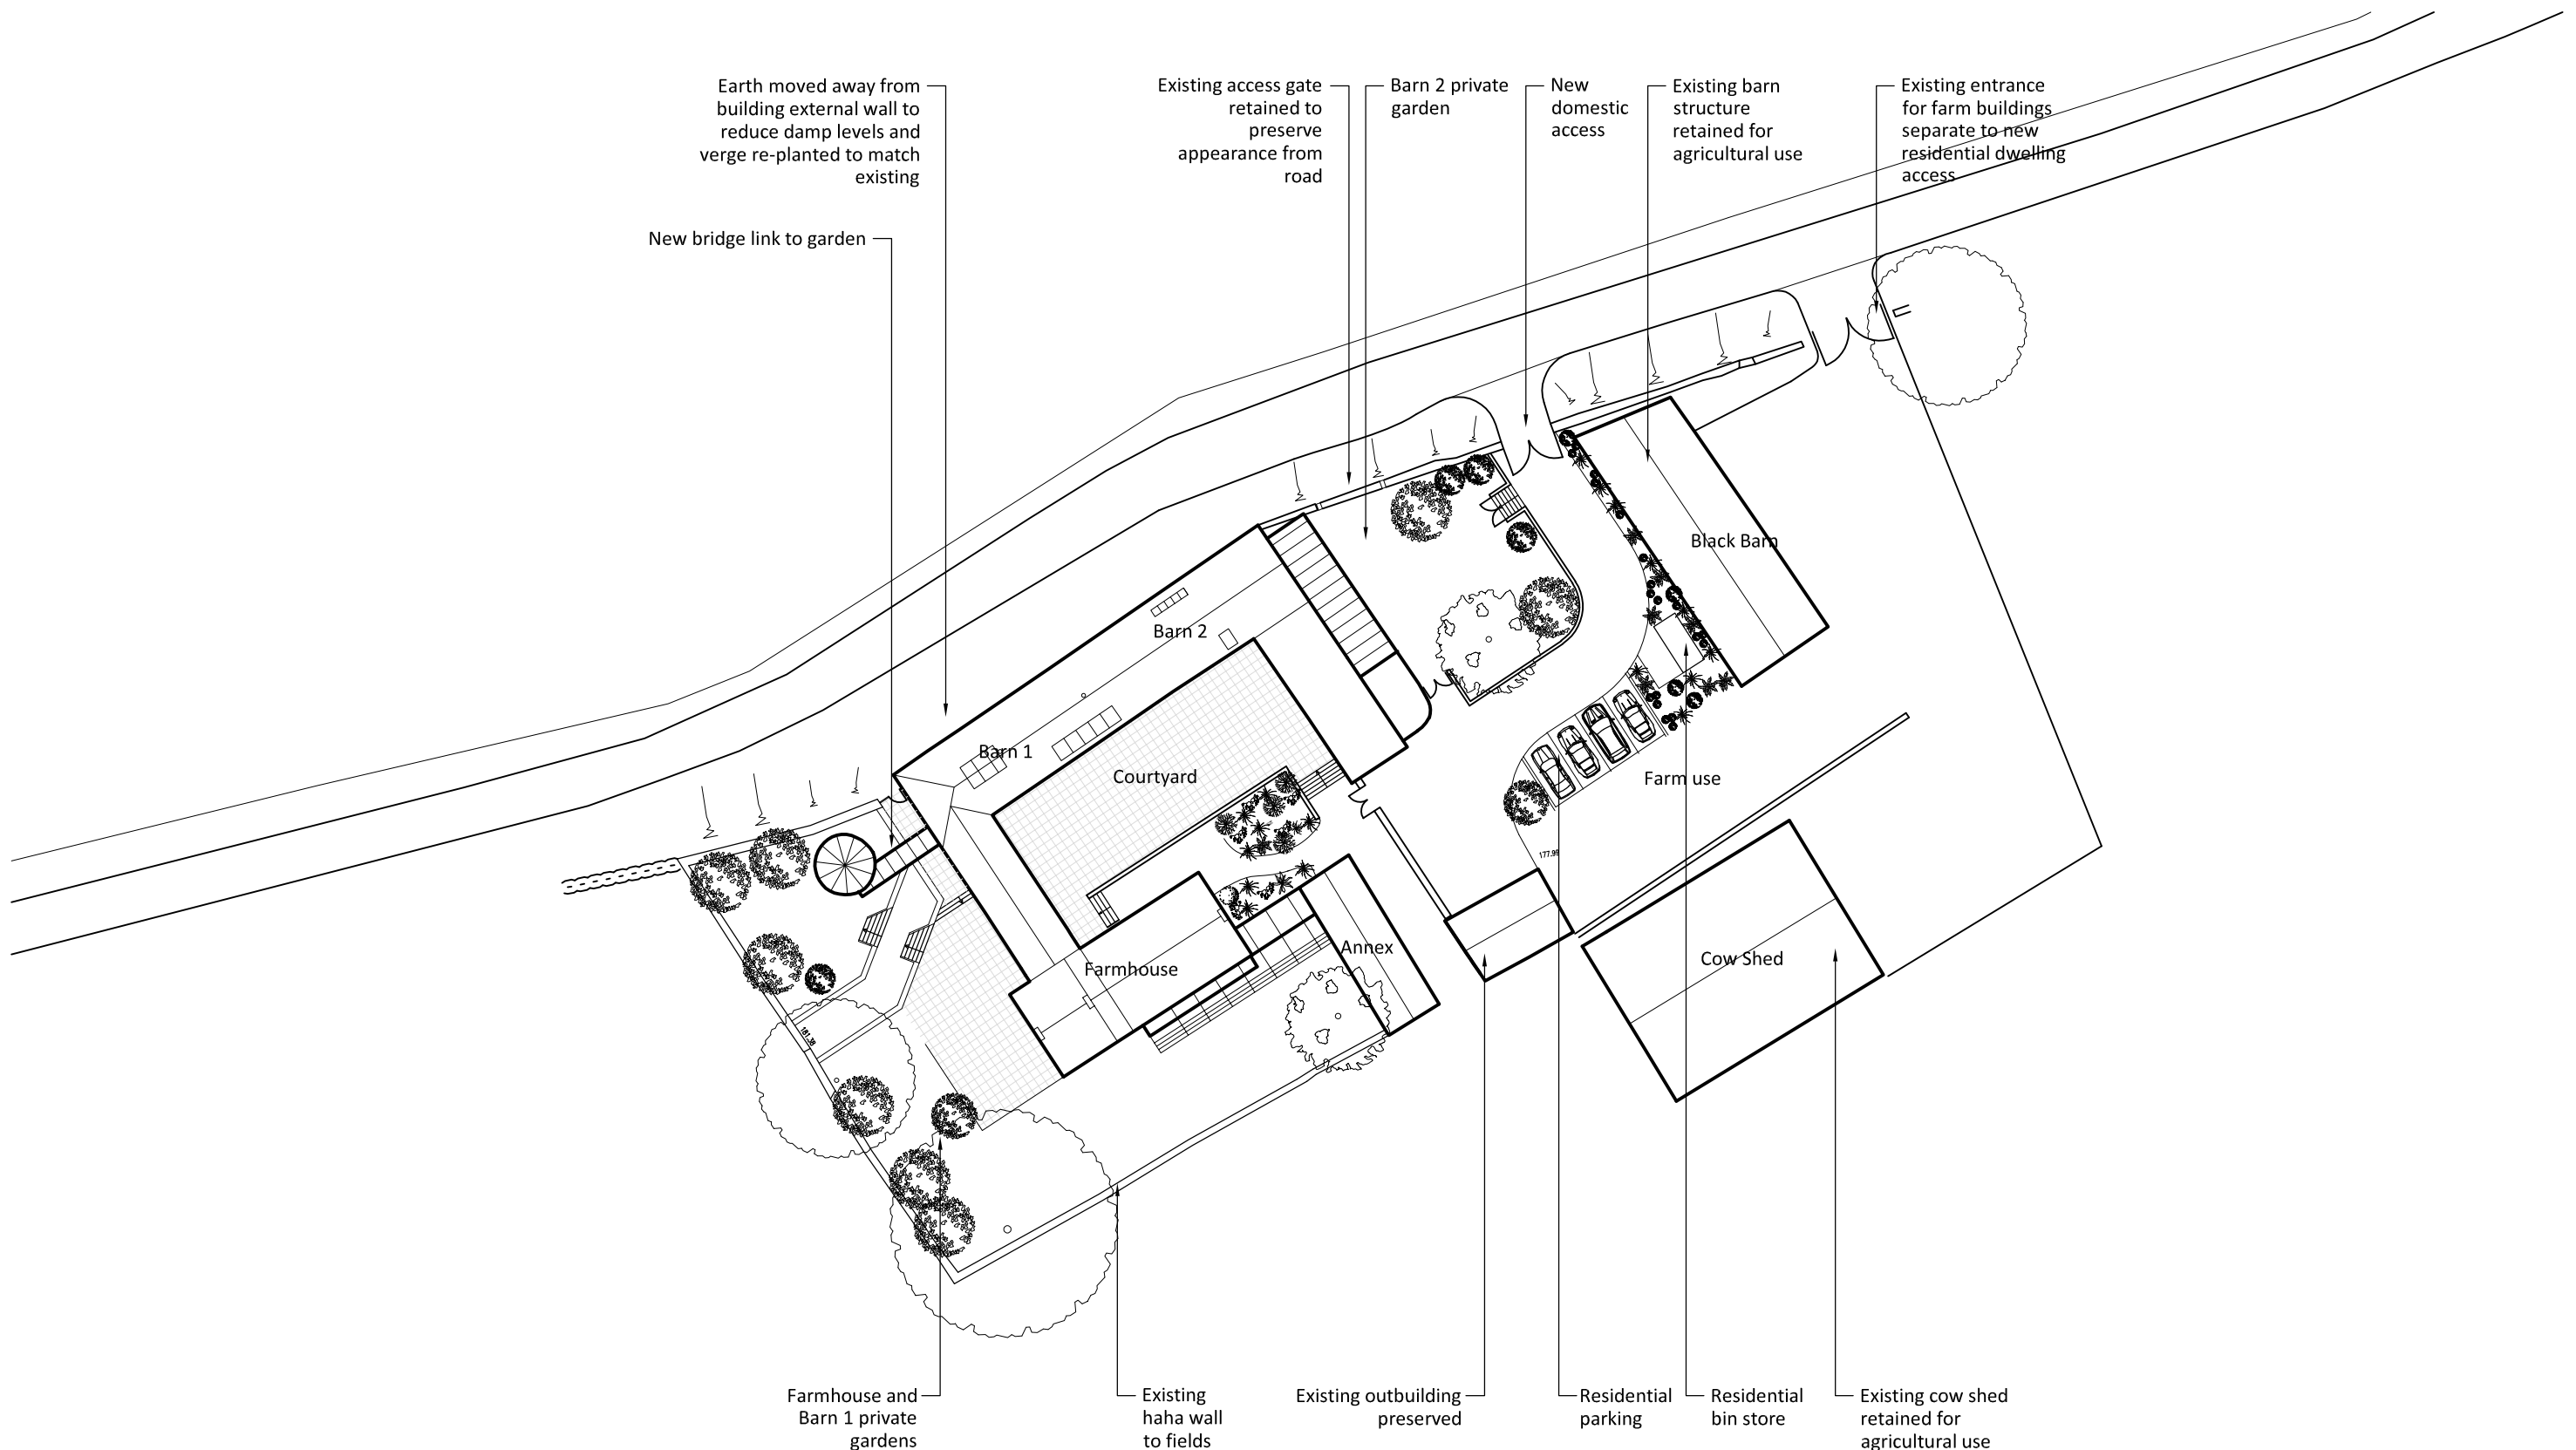 Earth moved away from
building external wall to
reduce damp levels and
verge re-planted to match
existing
Existing access gate
retained to
preserve
appearance from
road
Barn 2 private
garden
New
domestic
access
Existing barn
structure
retained for
agricultural use
Existing entrance
for farm buildings
separate to new
residential dwelling
access
New bridge link to garden
Black Barn
Barn 2
Barn 1
Courtyard
Farm use
177.99
Annex
Farmhouse
Cow Shed
181.38
Farmhouse and
Barn 1 private
gardens
Existing
haha wall
to fields
Existing outbuilding
preserved
Residential
parking
Residential
bin store
Existing cow shed
retained for
agricultural use